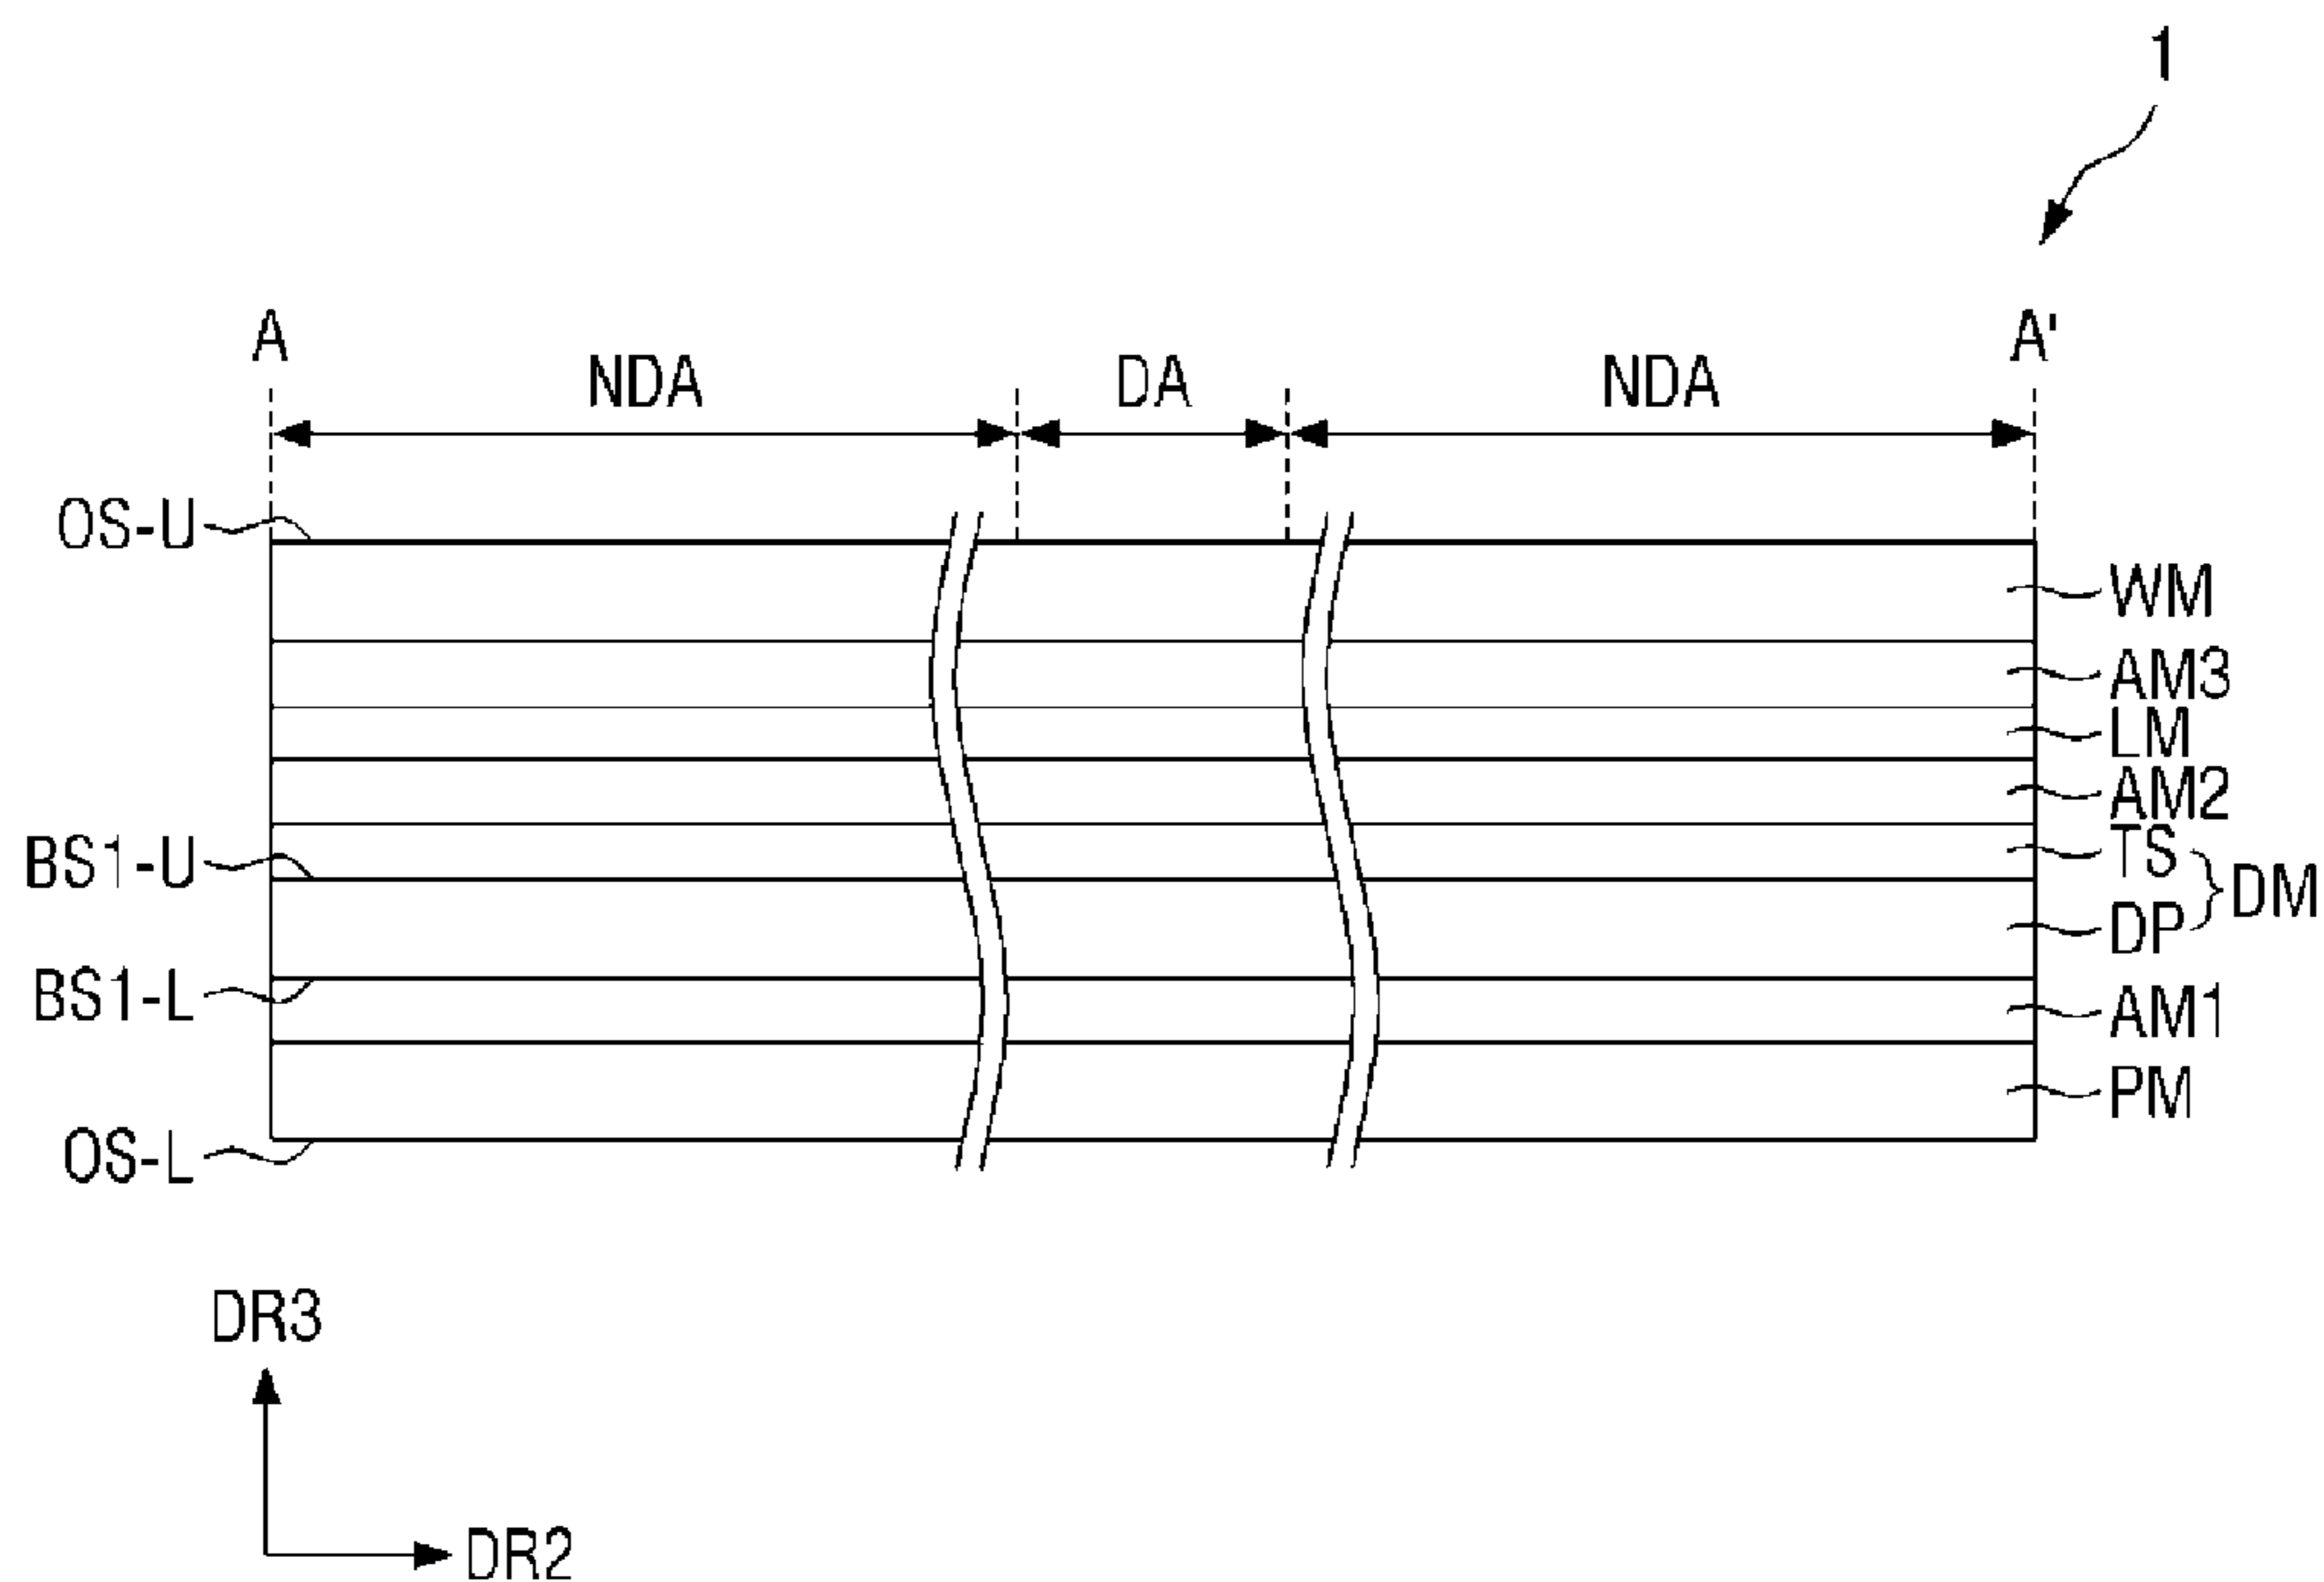 1
A A'
NDA DA NDA
OS-U
WM
AM3
LM
AM2
BS1-U
TS
DM
DP
BS1-L
AM1
PM
OS-L
DR3
DR2